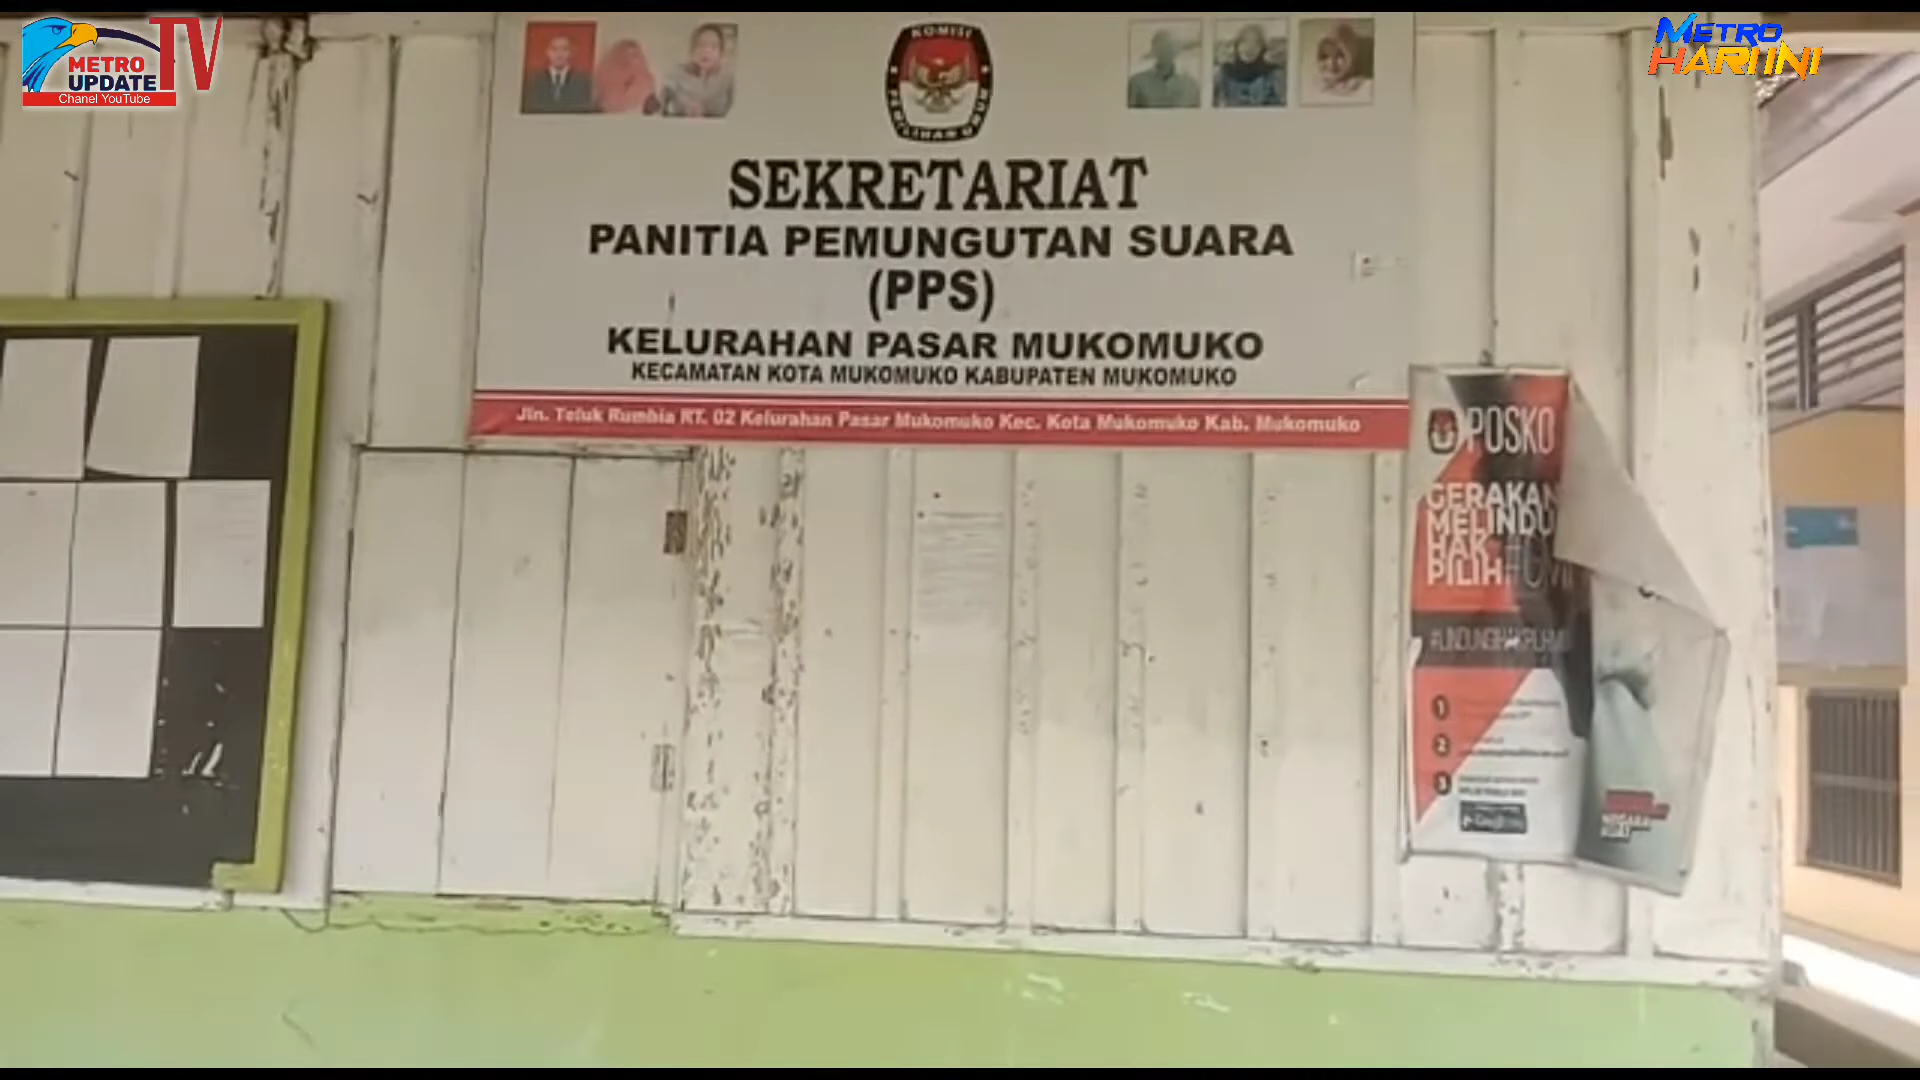 METRO
UPDATE
TV
Chanel YouTube
METRO
HARI INI
KOMISI
PEMILIHAN UMUM
SEKRETARIAT
PANITIA PEMUNGUTAN SUARA
(PPS)
KELURAHAN PASAR MUKOMUKO
KECAMATAN KOTA MUKOMUKO KABUPATEN MUKOMUKO
Jln. Teluk Rumbia RT. 02 Kelurahan Pasar Mukomuko Kec. Kota Mukomuko Kab. Mukomuko
POSKO
GERAKAN
MELINDU
HAK
PILIH
1
2
3